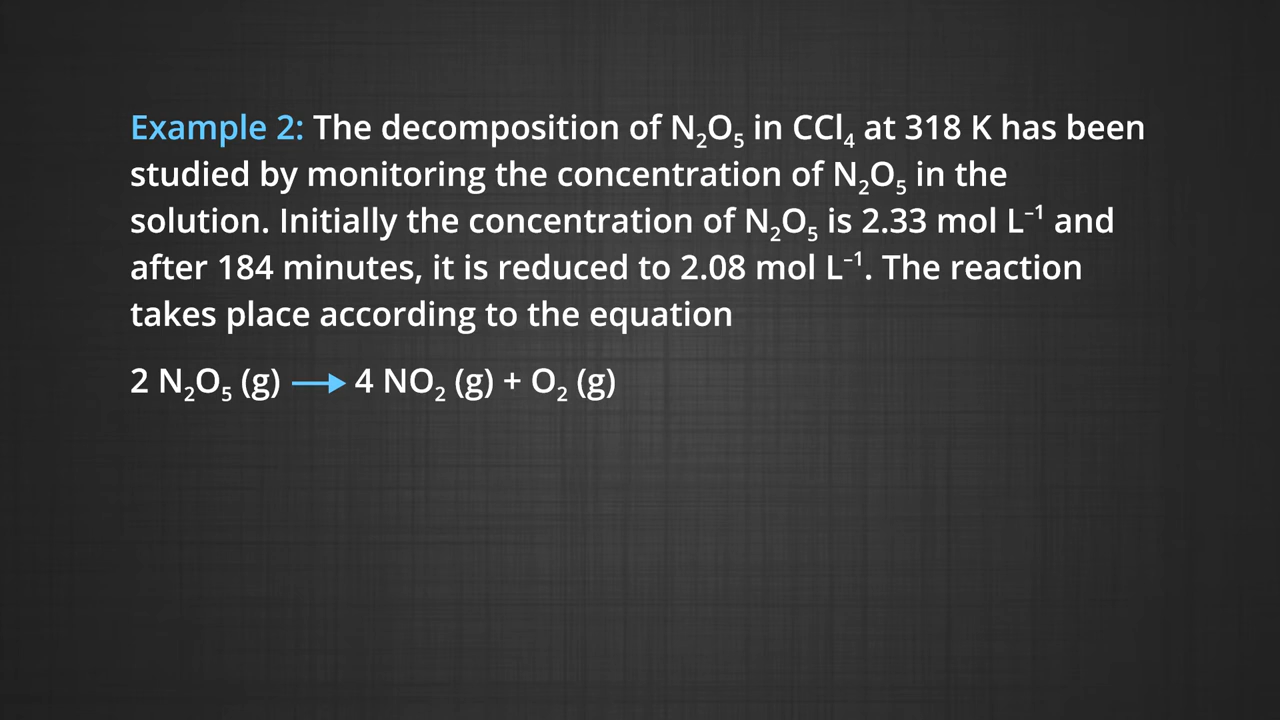 Example 2: The decomposition of N₂O₅ in CCl₄ at 318 K has been
studied by monitoring the concentration of N₂O₅ in the
solution. Initially the concentration of N₂O₅ is 2.33 mol L⁻¹ and
after 184 minutes, it is reduced to 2.08 mol L⁻¹. The reaction
takes place according to the equation
2 N₂O₅ (g) ⟶ 4 NO₂ (g) + O₂ (g)